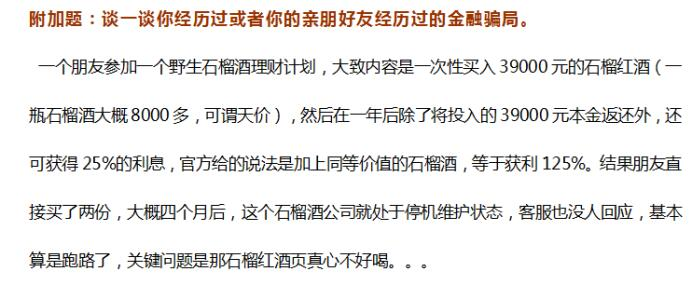 附加题：谈一谈你经历过或者你的亲朋好友经历过的金融骗局。
一个朋友参加一个野生石榴酒理财计划，大致内容是一次性买入 39000 元的石榴红酒（一
瓶石榴酒大概 8000 多，可谓天价），然后在一年后除了将投入的 39000 元本金返还外，还
可获得 25%的利息，官方给的说法是加上同等价值的石榴酒，等于获利 125%。结果朋友直
接买了两份，大概四个月后，这个石榴酒公司就处于停机维护状态，客服也没人回应，基本
算是跑路了，关键问题是那石榴红酒页真心不好喝。。。